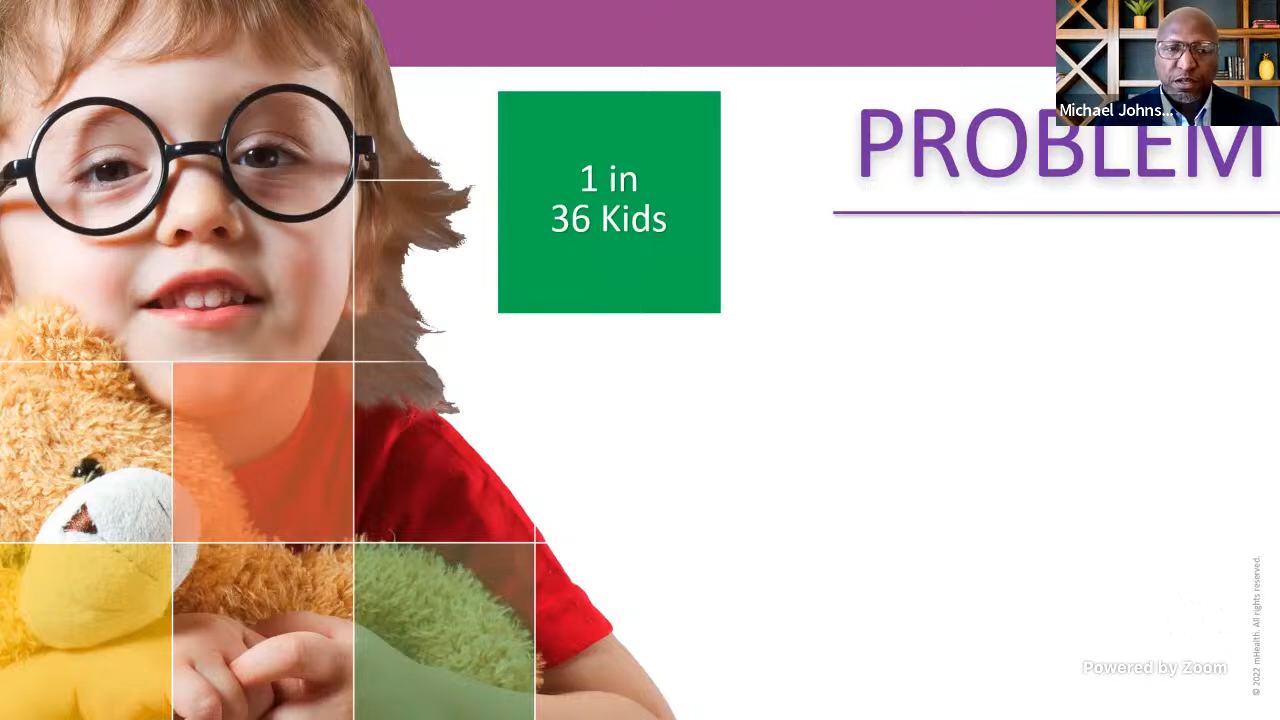 1 in
36 Kids
PROBLEM
Michael Johns...
Powered by Zoom
© 2022 mHealth. All rights reserved.